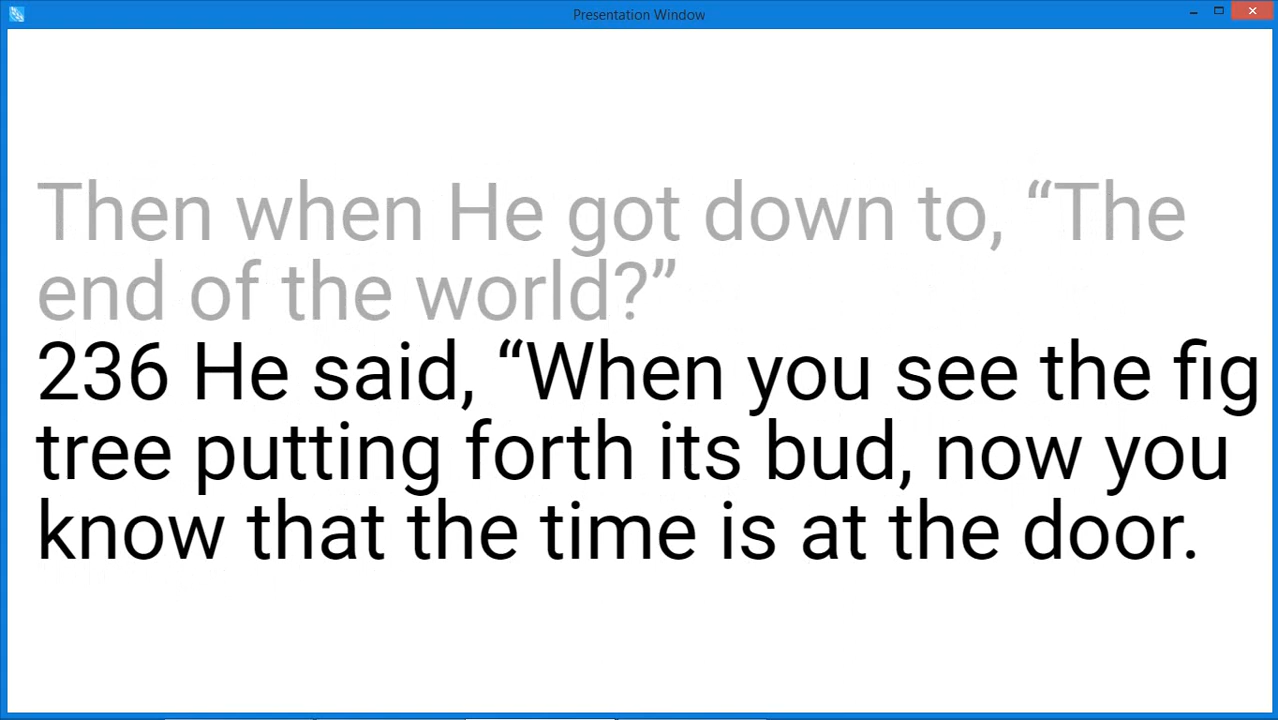 Presentation Window
Then when He got down to, “The
end of the world?”
236 He said, “When you see the fig
tree putting forth its bud, now you
know that the time is at the door.